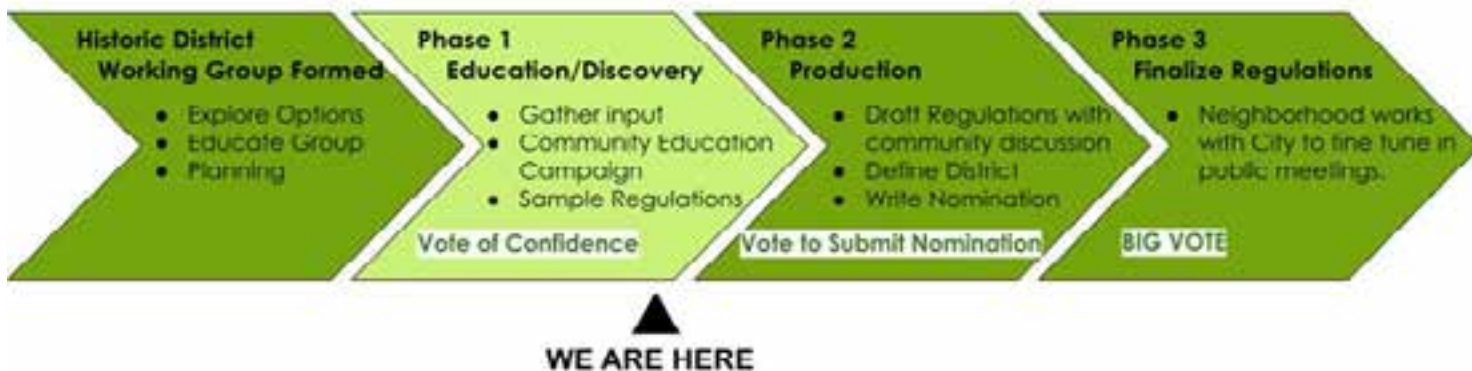 Historic District
Working Group Formed
• Explore Options
• Educate Group
• Planning
Phase 1
Education/Discovery
• Gather input
• Community Education
Campaign
• Sample Regulations
Vote of Confidence
Phase 2
Production
• Draft Regulations with
community discussion
• Define District
• Write Nomination
Vote to Submit Nomination
Phase 3
Finalize Regulations
• Neighborhood works
with City to fine tune in
public meetings.
BIG VOTE
WE ARE HERE